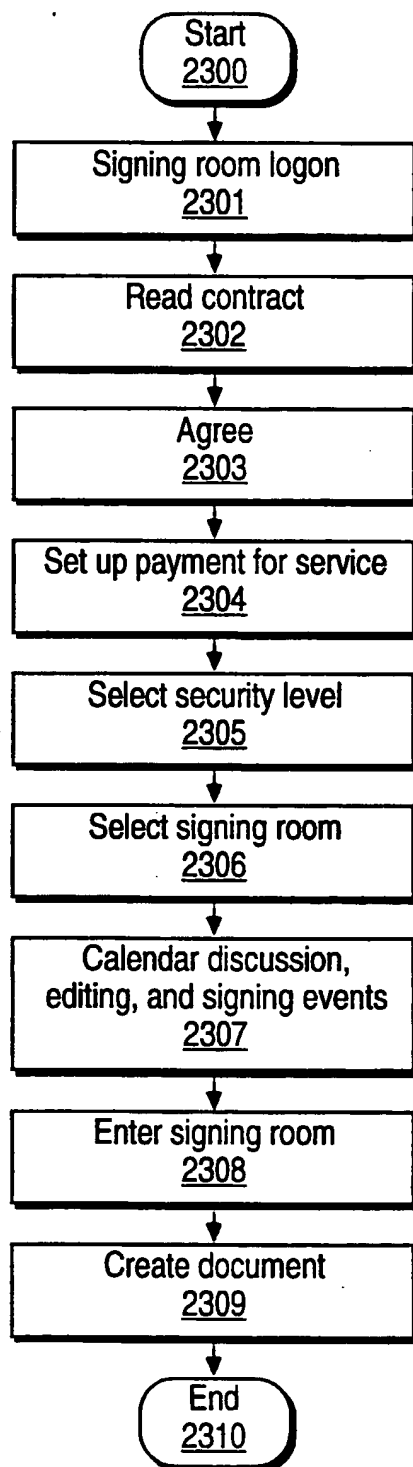 Start
2300
Signing room logon
2301
Read contract
2302
Agree
2303
Set up payment for service
2304
Select security level
2305
Select signing room
2306
Calendar discussion,
editing, and signing events
2307
Enter signing room
2308
Create document
2309
End
2310